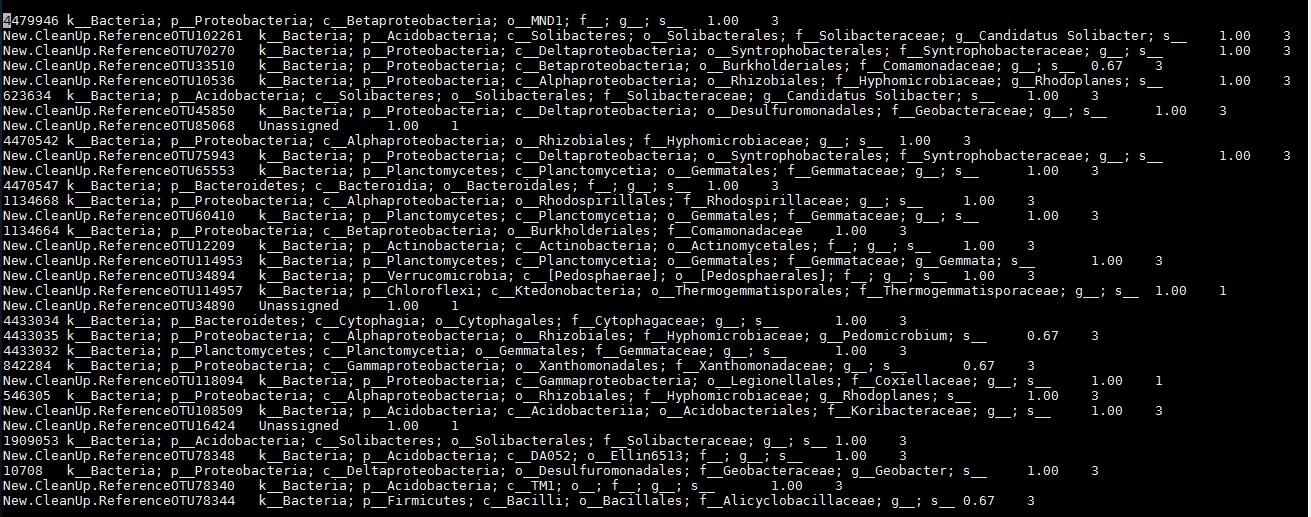 4479946 k__Bacteria; p__Proteobacteria; c__Betaproteobacteria; o__MND1; f__; g__; s__ 1.00 3
New.CleanUp.ReferenceOTU102261 k__Bacteria; p__Acidobacteria; c__Solibacteres; o__Solibacterales; f__Solibacteraceae; g__Candidatus Solibacter; s__ 1.00 3
New.CleanUp.ReferenceOTU70270 k__Bacteria; p__Proteobacteria; c__Deltaproteobacteria; o__Syntrophobacterales; f__Syntrophobacteraceae; g__; s__ 1.00 3
New.CleanUp.ReferenceOTU33510 k__Bacteria; p__Proteobacteria; c__Betaproteobacteria; o__Burkholderiales; f__Comamonadaceae; g__; s__ 0.67 3
New.CleanUp.ReferenceOTU10536 k__Bacteria; p__Proteobacteria; c__Alphaproteobacteria; o__Rhizobiales; f__Hyphomicrobiaceae; g__Rhodoplanes; s__ 1.00 3
623634 k__Bacteria; p__Acidobacteria; c__Solibacteres; o__Solibacterales; f__Solibacteraceae; g__Candidatus Solibacter; s__ 1.00 3
New.CleanUp.ReferenceOTU45850 k__Bacteria; p__Proteobacteria; c__Deltaproteobacteria; o__Desulfuromonadales; f__Geobacteraceae; g__; s__ 1.00 3
New.CleanUp.ReferenceOTU85068 Unassigned 1.00 1
4470542 k__Bacteria; p__Proteobacteria; c__Alphaproteobacteria; o__Rhizobiales; f__Hyphomicrobiaceae; g__; s__ 1.00 3
New.CleanUp.ReferenceOTU75943 k__Bacteria; p__Proteobacteria; c__Deltaproteobacteria; o__Syntrophobacterales; f__Syntrophobacteraceae; g__; s__ 1.00 3
New.CleanUp.ReferenceOTU65553 k__Bacteria; p__Planctomycetes; c__Planctomycetia; o__Gemmatales; f__Gemmataceae; g__; s__ 1.00 3
4470547 k__Bacteria; p__Bacteroidetes; c__Bacteroidia; o__Bacteroidales; f__; g__; s__ 1.00 3
1134668 k__Bacteria; p__Proteobacteria; c__Alphaproteobacteria; o__Rhodospirillales; f__Rhodospirillaceae; g__; s__ 1.00 3
New.CleanUp.ReferenceOTU60410 k__Bacteria; p__Planctomycetes; c__Planctomycetia; o__Gemmatales; f__Gemmataceae; g__; s__ 1.00 3
1134664 k__Bacteria; p__Proteobacteria; c__Betaproteobacteria; o__Burkholderiales; f__Comamonadaceae 1.00 3
New.CleanUp.ReferenceOTU12209 k__Bacteria; p__Actinobacteria; c__Actinobacteria; o__Actinomycetales; f__; g__; s__ 1.00 3
New.CleanUp.ReferenceOTU114953 k__Bacteria; p__Planctomycetes; c__Planctomycetia; o__Gemmatales; f__Gemmataceae; g__Gemmata; s__ 1.00 3
New.CleanUp.ReferenceOTU34894 k__Bacteria; p__Verrucomicrobia; c__[Pedosphaerae]; o__[Pedosphaerales]; f__; g__; s__ 1.00 3
New.CleanUp.ReferenceOTU114957 k__Bacteria; p__Chloroflexi; c__Ktedonobacteria; o__Thermogemmatisporales; f__Thermogemmatisporaceae; g__; s__ 1.00 1
New.CleanUp.ReferenceOTU34890 Unassigned 1.00 1
4433034 k__Bacteria; p__Bacteroidetes; c__Cytophagia; o__Cytophagales; f__Cytophagaceae; g__; s__ 1.00 3
4433035 k__Bacteria; p__Proteobacteria; c__Alphaproteobacteria; o__Rhizobiales; f__Hyphomicrobiaceae; g__Pedomicrobium; s__ 0.67 3
4433032 k__Bacteria; p__Planctomycetes; c__Planctomycetia; o__Gemmatales; f__Gemmataceae; g__; s__ 1.00 3
842284 k__Bacteria; p__Proteobacteria; c__Gammaproteobacteria; o__Xanthomonadales; f__Xanthomonadaceae; g__; s__ 0.67 3
New.CleanUp.ReferenceOTU118094 k__Bacteria; p__Proteobacteria; c__Gammaproteobacteria; o__Legionellales; f__Coxiellaceae; g__; s__ 1.00 1
546305 k__Bacteria; p__Proteobacteria; c__Alphaproteobacteria; o__Rhizobiales; f__Hyphomicrobiaceae; g__Rhodoplanes; s__ 1.00 3
New.CleanUp.ReferenceOTU108509 k__Bacteria; p__Acidobacteria; c__Acidobacteriia; o__Acidobacteriales; f__Koribacteraceae; g__; s__ 1.00 3
New.CleanUp.ReferenceOTU16424 Unassigned 1.00 1
1909053 k__Bacteria; p__Acidobacteria; c__Solibacteres; o__Solibacterales; f__Solibacteraceae; g__; s__ 1.00 3
New.CleanUp.ReferenceOTU78348 k__Bacteria; p__Acidobacteria; c__DA052; o__Ellin6513; f__; g__; s__ 1.00 3
10708 k__Bacteria; p__Proteobacteria; c__Deltaproteobacteria; o__Desulfuromonadales; f__Geobacteraceae; g__Geobacter; s__ 1.00 3
New.CleanUp.ReferenceOTU78340 k__Bacteria; p__Acidobacteria; c__TM1; o__; f__; g__; s__ 1.00 3
New.CleanUp.ReferenceOTU78344 k__Bacteria; p__Firmicutes; c__Bacilli; o__Bacillales; f__Alicyclobacillaceae; g__; s__ 0.67 3